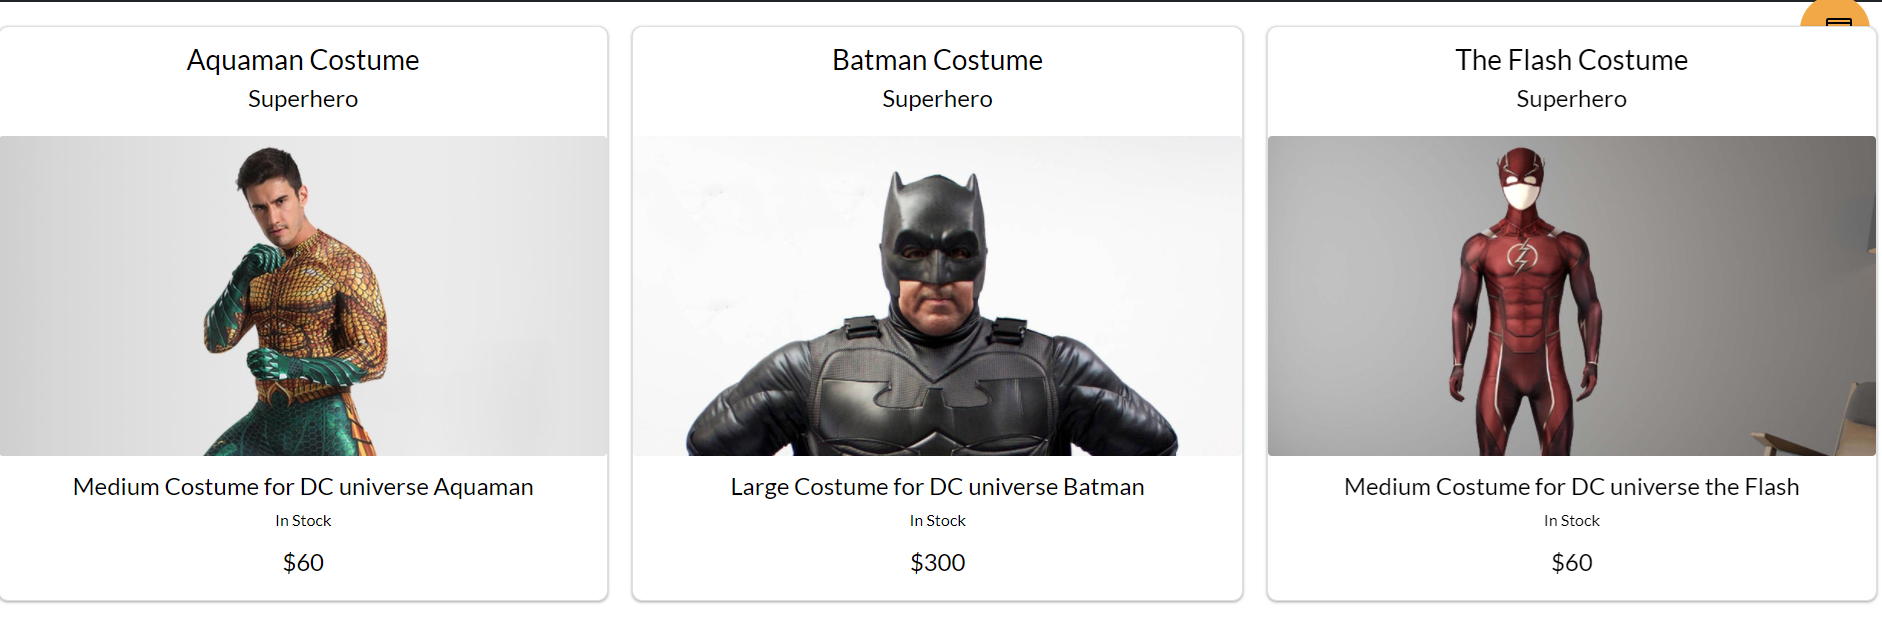 Aquaman Costume
Superhero
Medium Costume for DC universe Aquaman
In Stock
$60
Batman Costume
Superhero
Large Costume for DC universe Batman
In Stock
$300
The Flash Costume
Superhero
Medium Costume for DC universe the Flash
In Stock
$60